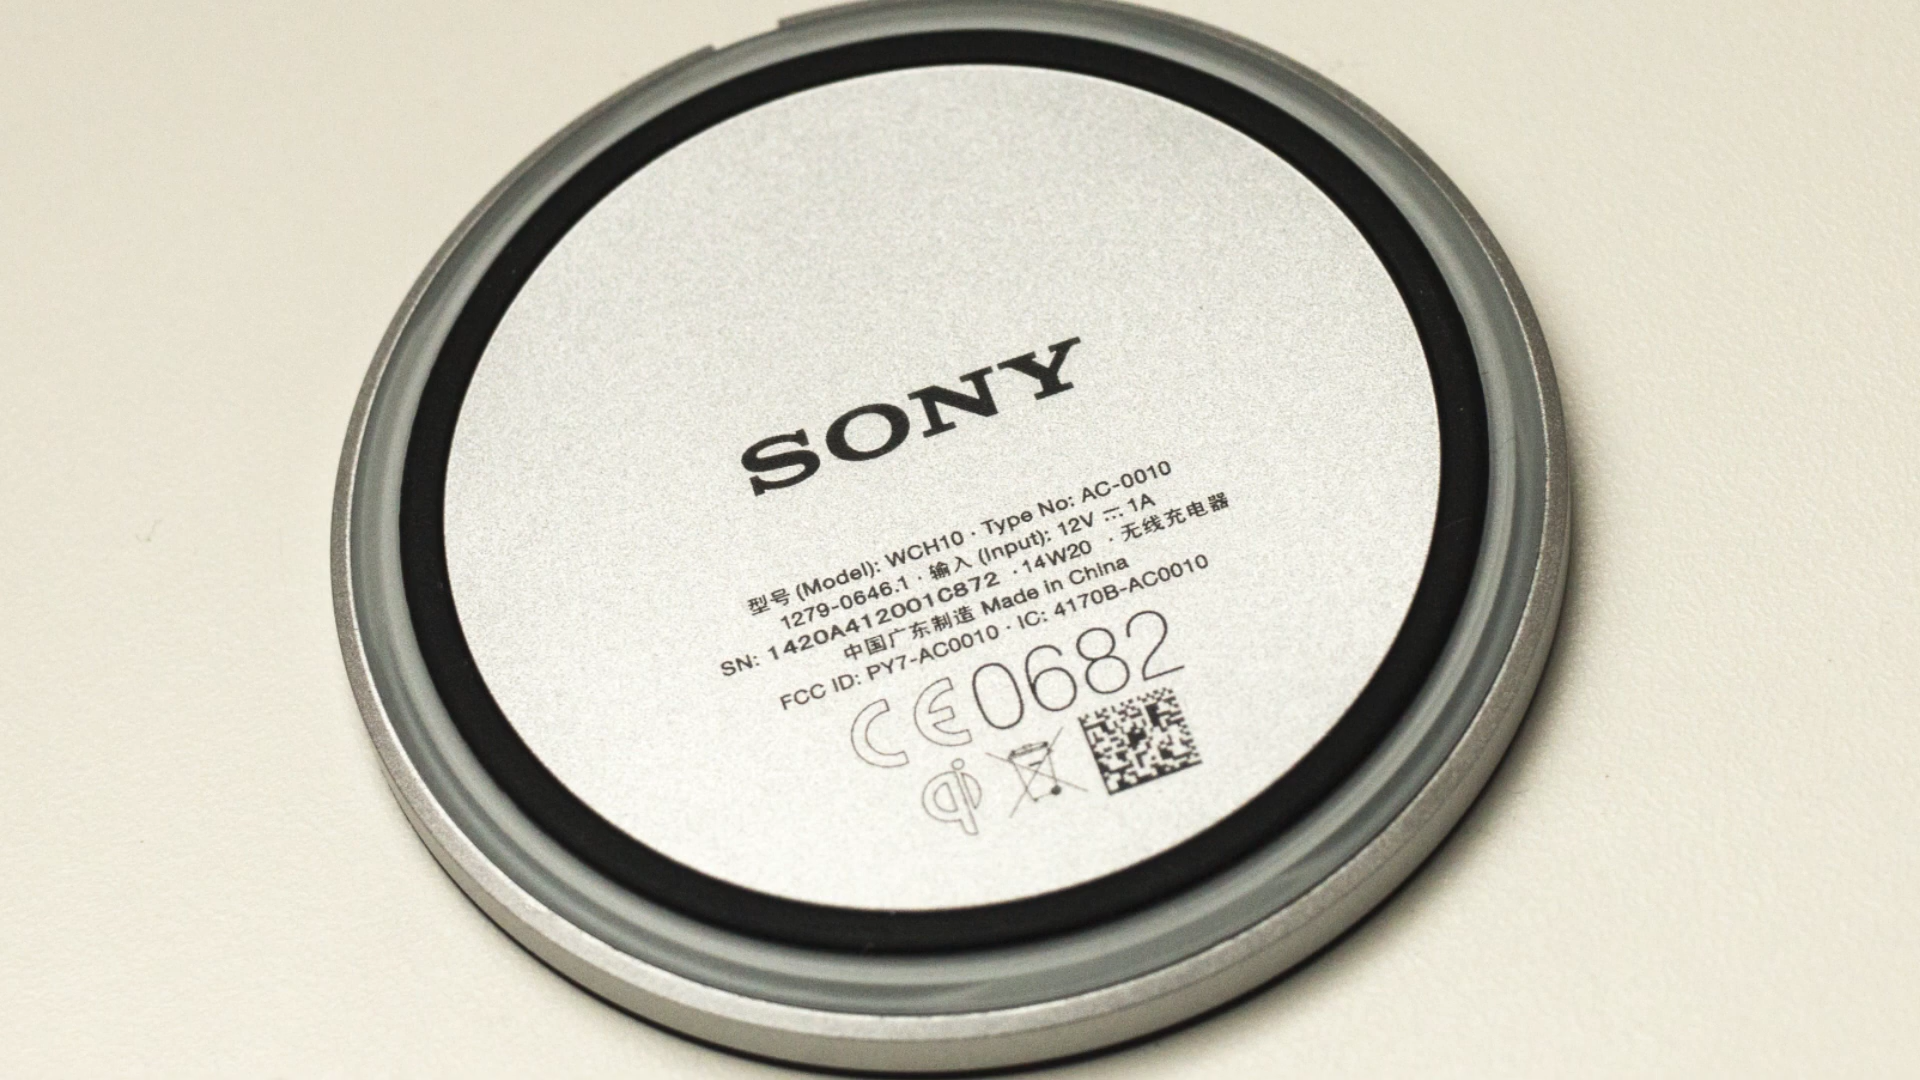 SONY
型号 (Model): WCH10 · Type No: AC-0010
1279-0646.1 · 输入 (Input): 12V ⎓ 1A
SN: 1420A412001C872 · 14W20 · 无线充电器
中国广东制造 Made in China
FCC ID: PY7-AC0010 · IC: 4170B-AC0010
CE0682
qi